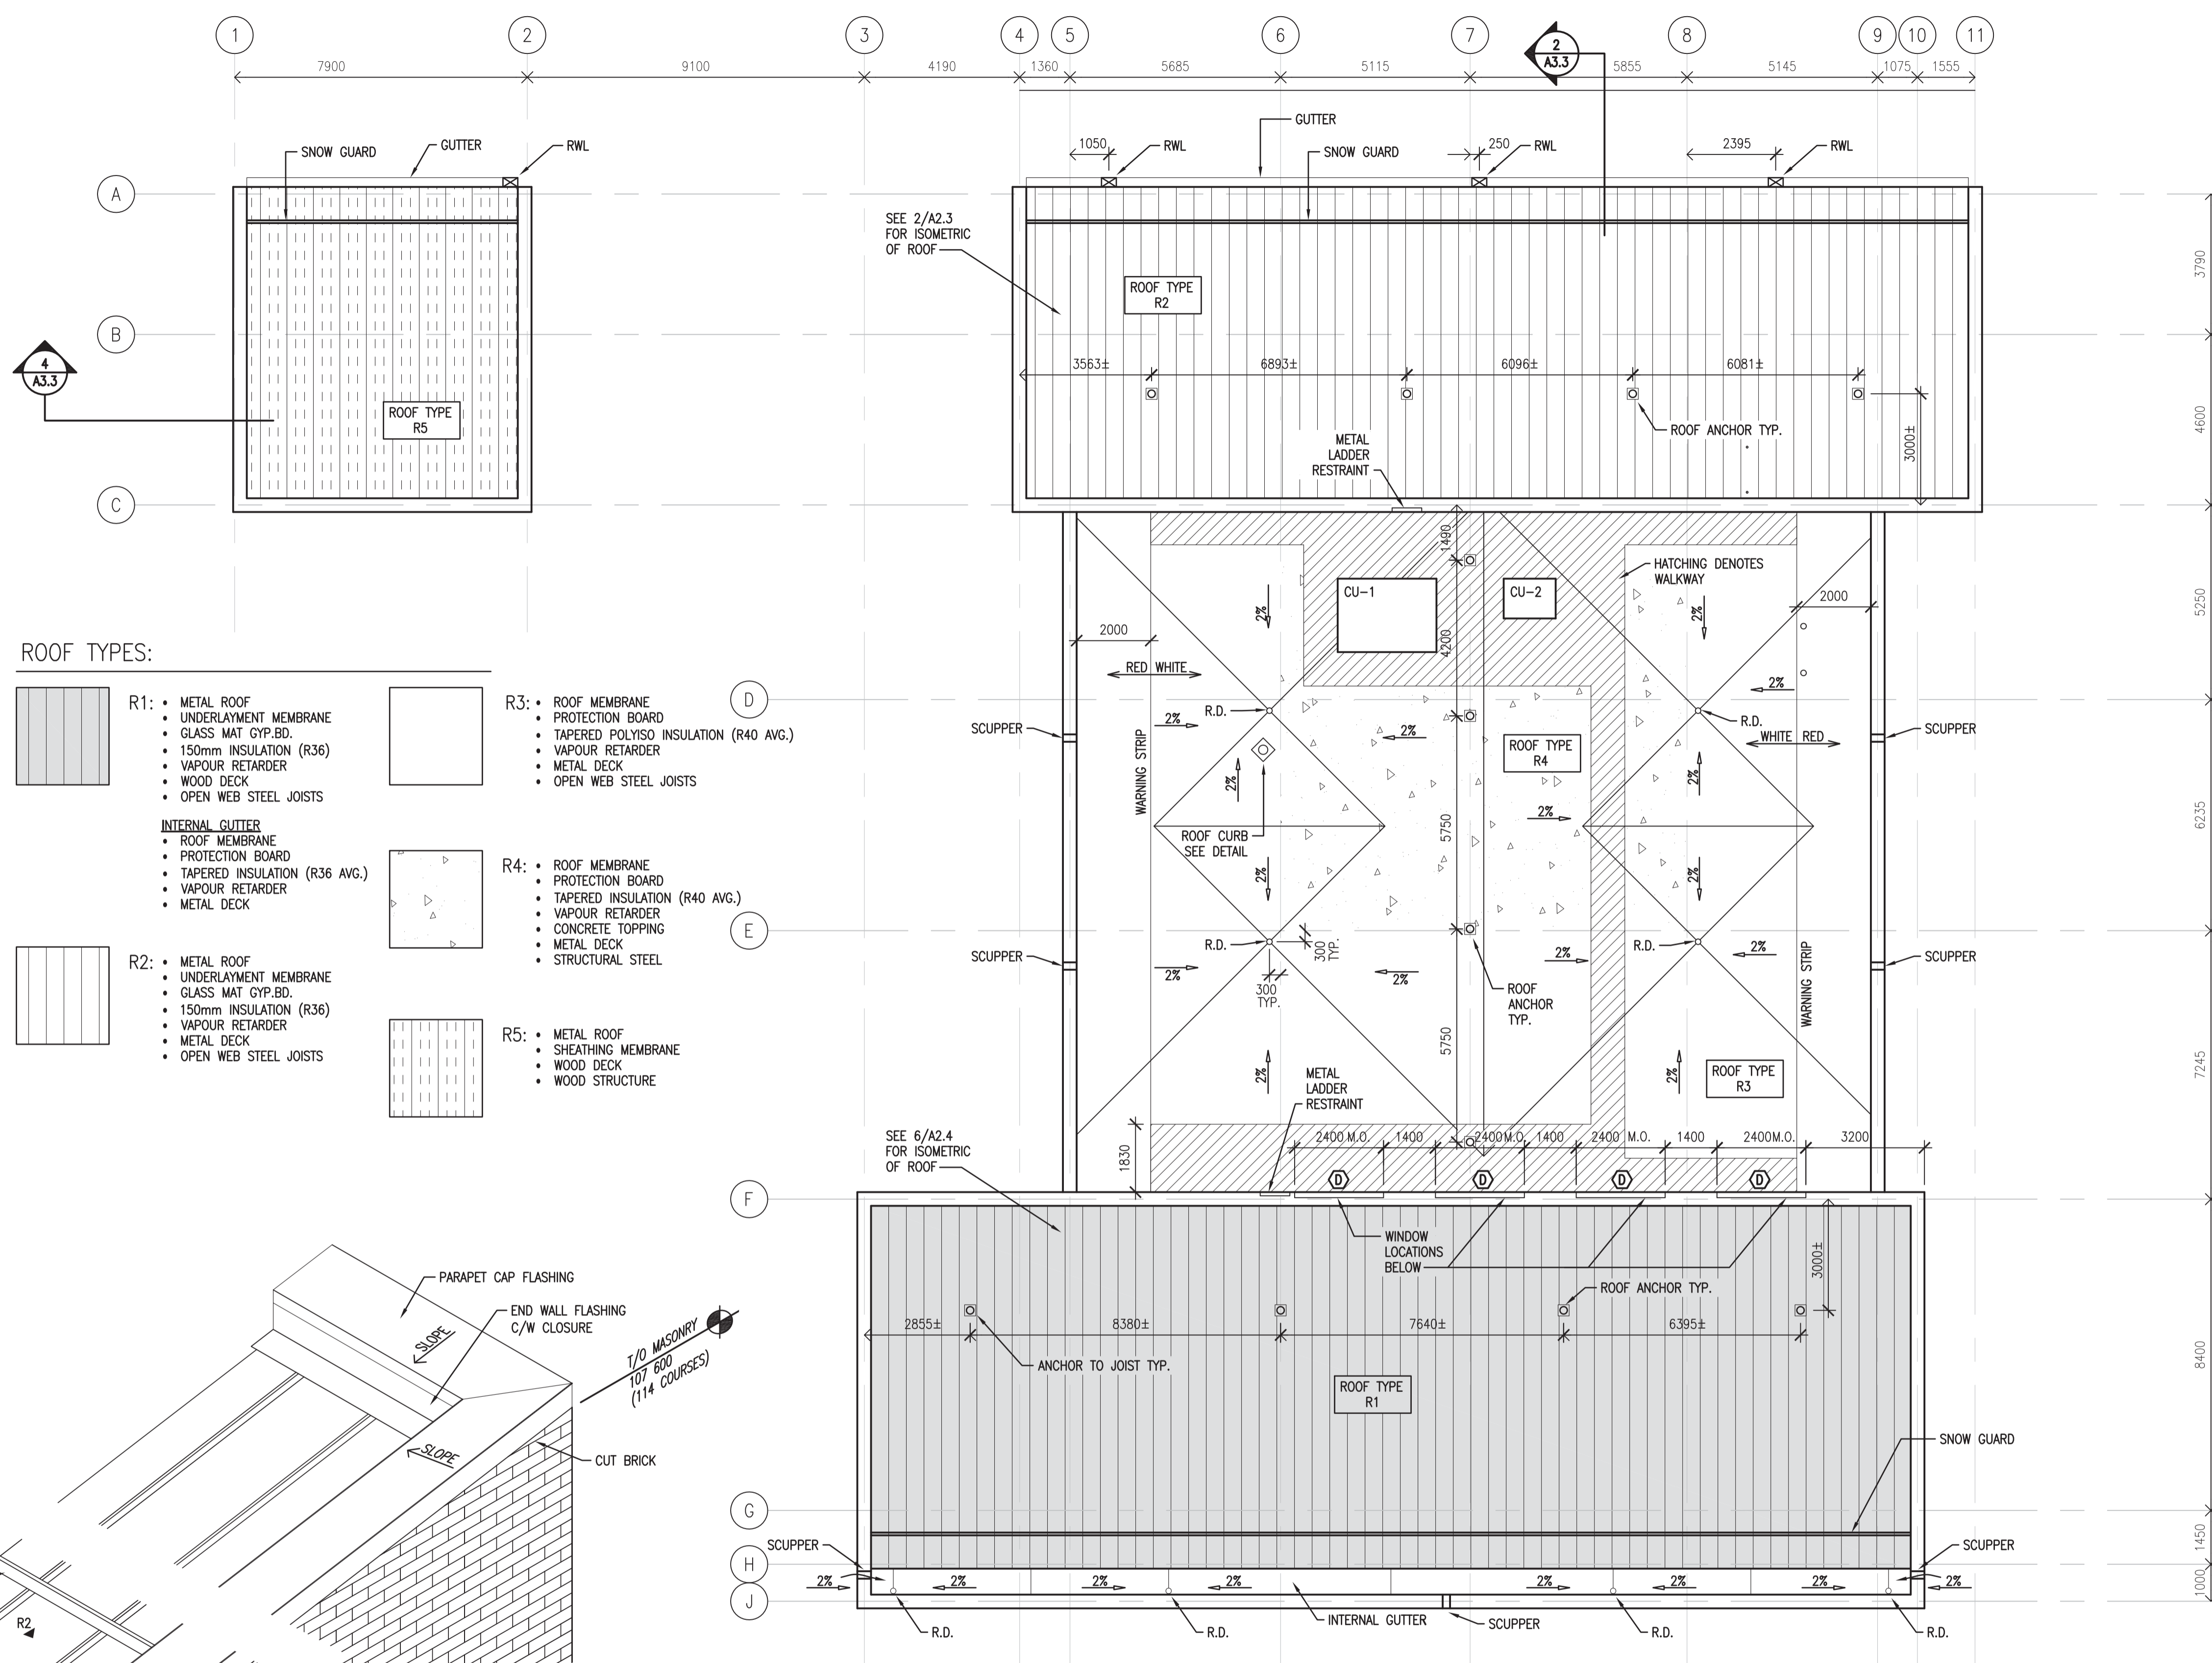 1 2 3 4 5 6 7 8 9 10 11
7900 9100 4190 1360 5685 5115 5855 5145 1075 1555
2
A3.3
SNOW GUARD
GUTTER
RWL
GUTTER
SNOW GUARD
1050
RWL
250
RWL
2395
RWL
A
SEE 2/A2.3
FOR ISOMETRIC
OF ROOF
ROOF TYPE
R2
3790
B
4
A3.3
3563± 6893± 6096± 6081±
ROOF TYPE
R5
ROOF ANCHOR TYP.
3000±
4600
METAL
LADDER
RESTRAINT
C
1490
HATCHING DENOTES
WALKWAY
CU-1
CU-2
2%
2%
2000
2000
4200
5250
RED WHITE
ROOF TYPES:
R1:
• METAL ROOF
• UNDERLAYMENT MEMBRANE
• GLASS MAT GYP.BD.
• 150mm INSULATION (R36)
• VAPOUR RETARDER
• WOOD DECK
• OPEN WEB STEEL JOISTS
INTERNAL GUTTER
• ROOF MEMBRANE
• PROTECTION BOARD
• TAPERED INSULATION (R36 AVG.)
• VAPOUR RETARDER
• METAL DECK
R2:
• METAL ROOF
• UNDERLAYMENT MEMBRANE
• GLASS MAT GYP.BD.
• 150mm INSULATION (R36)
• VAPOUR RETARDER
• METAL DECK
• OPEN WEB STEEL JOISTS
R3:
• ROOF MEMBRANE
• PROTECTION BOARD
• TAPERED POLYISO INSULATION (R40 AVG.)
• VAPOUR RETARDER
• METAL DECK
• OPEN WEB STEEL JOISTS
R4:
• ROOF MEMBRANE
• PROTECTION BOARD
• TAPERED INSULATION (R40 AVG.)
• VAPOUR RETARDER
• CONCRETE TOPPING
• METAL DECK
• STRUCTURAL STEEL
R5:
• METAL ROOF
• SHEATHING MEMBRANE
• WOOD DECK
• WOOD STRUCTURE
D
2%
R.D.
R.D.
SCUPPER
2%
2%
WHITE RED
SCUPPER
WARNING STRIP
ROOF TYPE
R4
2%
2%
6235
2%
5750
ROOF CURB
SEE DETAIL
2%
2%
E
R.D.
R.D.
300
TYP.
2%
WARNING STRIP
SCUPPER
2%
2%
2%
SCUPPER
300
TYP.
ROOF
ANCHOR
TYP.
5750
2%
2%
METAL
LADDER
RESTRAINT
ROOF TYPE
R3
7245
SEE 6/A2.4
FOR ISOMETRIC
OF ROOF
1830
2400 M.O. 1400 2400M.O. 1400 2400 M.O. 1400 2400M.O. 3200
D D D D
F
WINDOW
LOCATIONS
BELOW
3000±
PARAPET CAP FLASHING
END WALL FLASHING
C/W CLOSURE
SLOPE
T/O MASONRY
107 600
(114 COURSES)
ROOF ANCHOR TYP.
2855± 8380± 7640± 6395±
ANCHOR TO JOIST TYP.
ROOF TYPE
R1
8400
SLOPE
CUT BRICK
SNOW GUARD
G
1450
SCUPPER
SCUPPER
H
2% 2% 2% 2% 2% 2% 2% 2%
1000
J
R2
R.D.
R.D.
INTERNAL GUTTER
SCUPPER
R.D.
R.D.